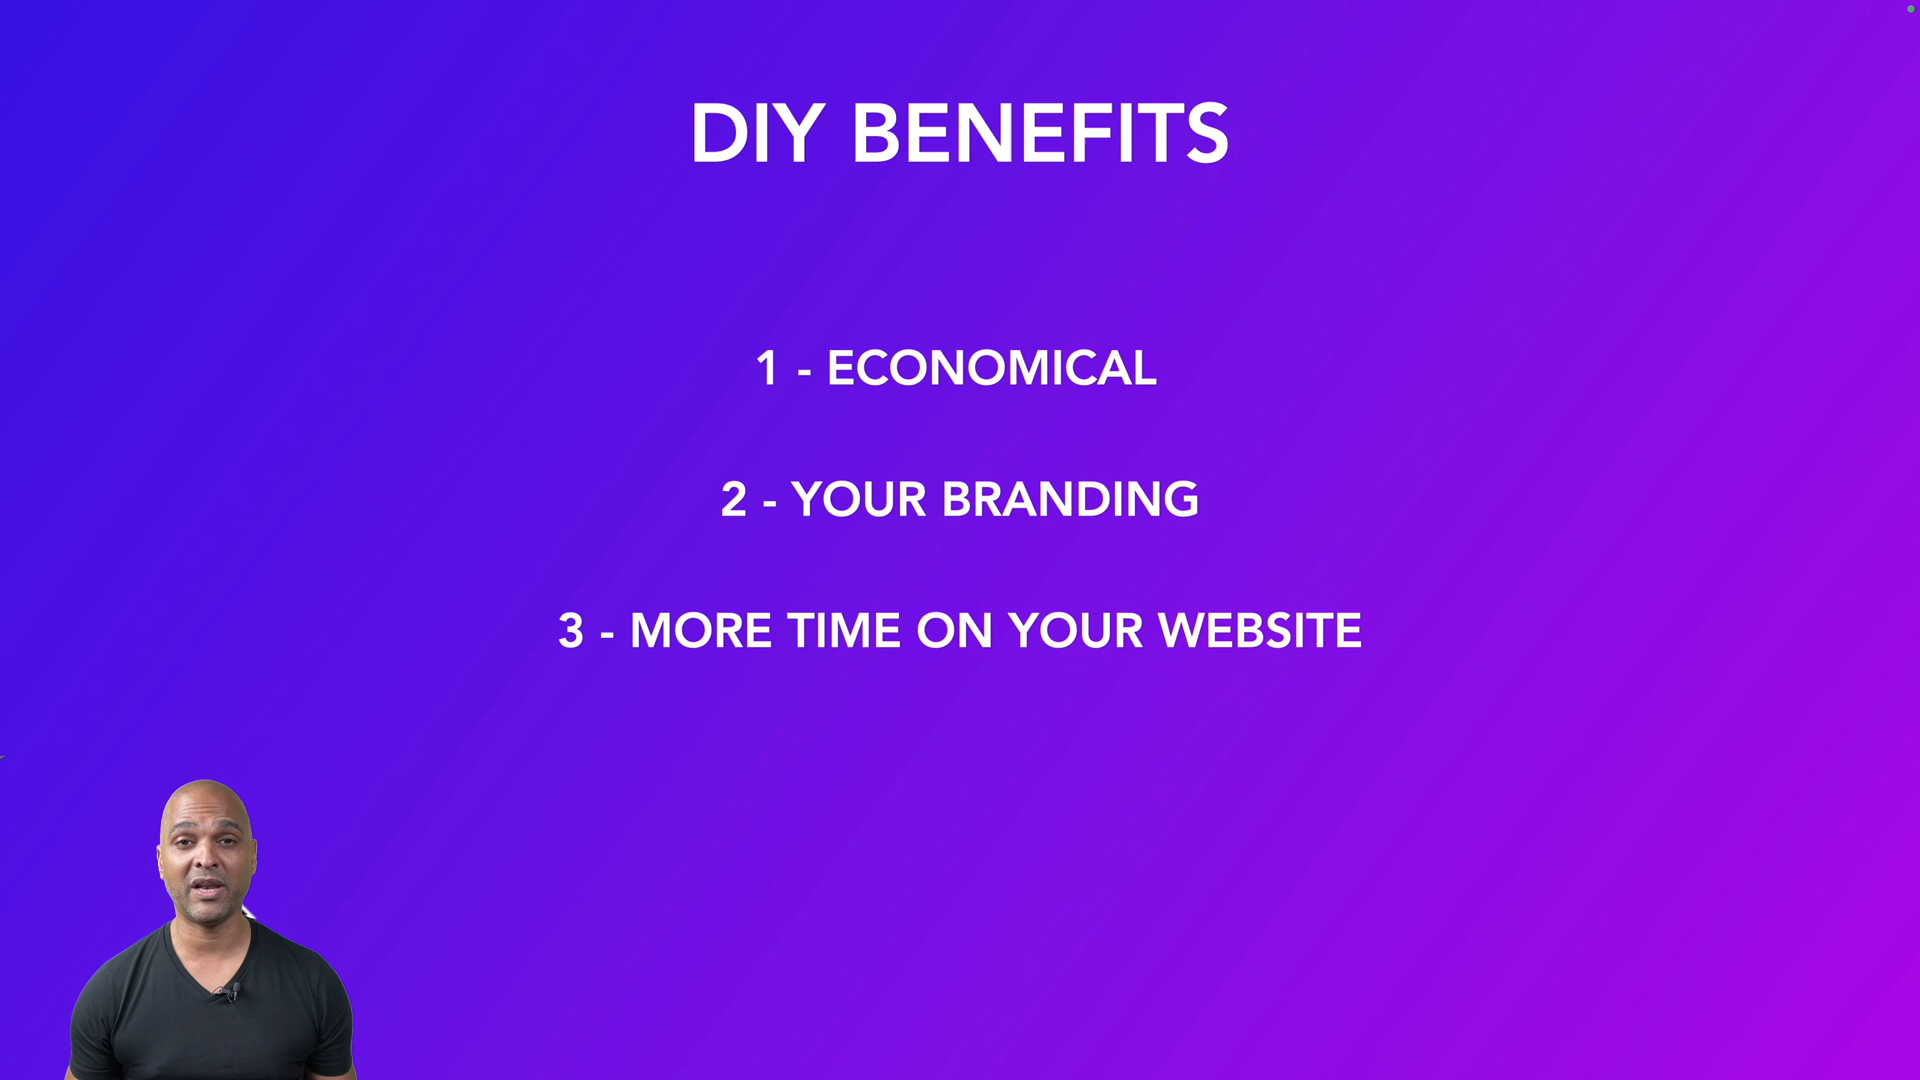 DIY BENEFITS
1 - ECONOMICAL
2 - YOUR BRANDING
3 - MORE TIME ON YOUR WEBSITE